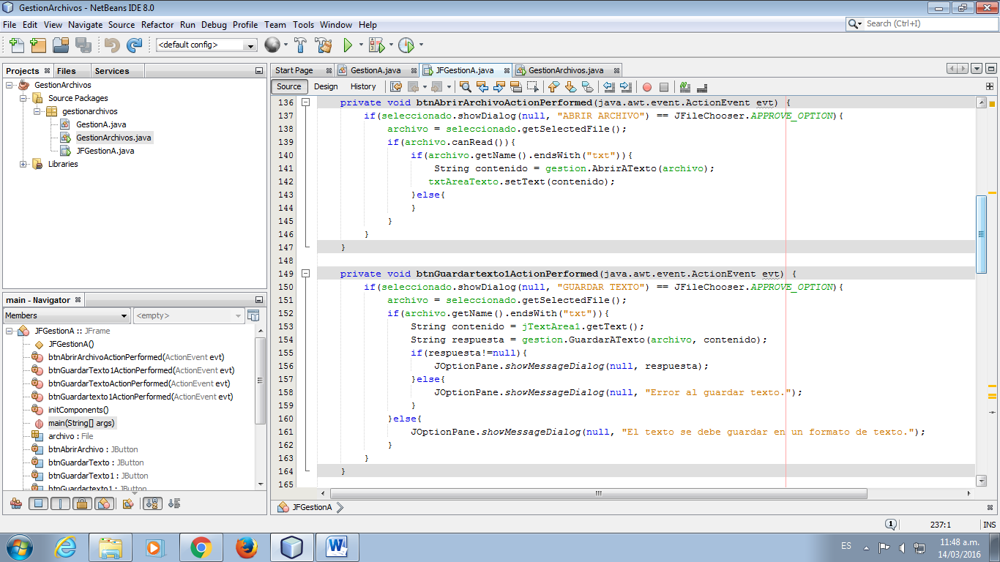 GestionArchivos - NetBeans IDE 8.0
File Edit View Navigate Source Refactor Run Debug Profile Team Tools Window Help
Search (Ctrl+I)
<default config>
Projects Files Services
GestionArchivos
Source Packages
gestionarchivos
GestionA.java
GestionArchivos.java
JFGestionA.java
Libraries
main - Navigator
Members <empty>
JFGestionA :: JFrame
JFGestionA()
btnAbrirArchivoActionPerformed(ActionEvent evt)
btnGuardarTexto1ActionPerformed(ActionEvent evt)
btnGuardarTextoActionPerformed(ActionEvent evt)
btnGuardartexto1ActionPerformed(ActionEvent evt)
initComponents()
main(String[] args)
archivo : File
btnAbrirArchivo : JButton
btnGuardarTexto : JButton
btnGuardarTexto1 : JButton
btnGuardartexto1 : JButton
Start Page GestionA.java JFGestionA.java GestionArchivos.java
Source Design History
136 private void btnAbrirArchivoActionPerformed(java.awt.event.ActionEvent evt) {
137 if(seleccionado.showDialog(null, "ABRIR ARCHIVO") == JFileChooser.APPROVE_OPTION){
138 archivo = seleccionado.getSelectedFile();
139 if(archivo.canRead()){
140 if(archivo.getName().endsWith("txt")){
141 String contenido = gestion.AbrirATexto(archivo);
142 txtAreaTexto.setText(contenido);
143 }else{
144 }
145 }
146 }
147 }
148
149 private void btnGuardartexto1ActionPerformed(java.awt.event.ActionEvent evt) {
150 if(seleccionado.showDialog(null, "GUARDAR TEXTO") == JFileChooser.APPROVE_OPTION){
151 archivo = seleccionado.getSelectedFile();
152 if(archivo.getName().endsWith("txt")){
153 String contenido = jTextArea1.getText();
154 String respuesta = gestion.GuardarATexto(archivo, contenido);
155 if(respuesta!=null){
156 JOptionPane.showMessageDialog(null, respuesta);
157 }else{
158 JOptionPane.showMessageDialog(null, "Error al guardar texto.");
159 }
160 }else{
161 JOptionPane.showMessageDialog(null, "El texto se debe guardar en un formato de texto.");
162 }
163 }
164 }
165
JFGestionA
1 237:1 INS
ES 11:48 a.m.
14/03/2016